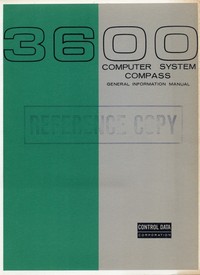 3600
COMPUTER SYSTEM
COMPASS
GENERAL INFORMATION MANUAL
REFERENCE COPY
CONTROL DATA
CORPORATION